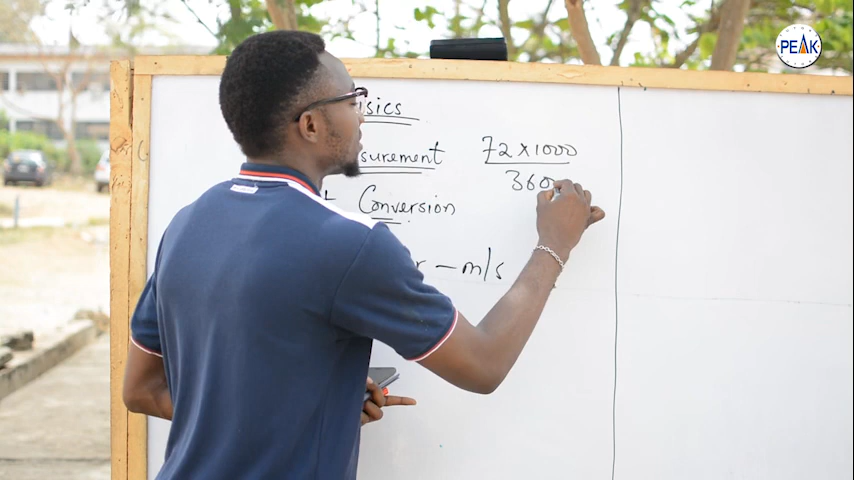 PEAK
sics
surement
72 x 1000
360
Conversion
r - m/s